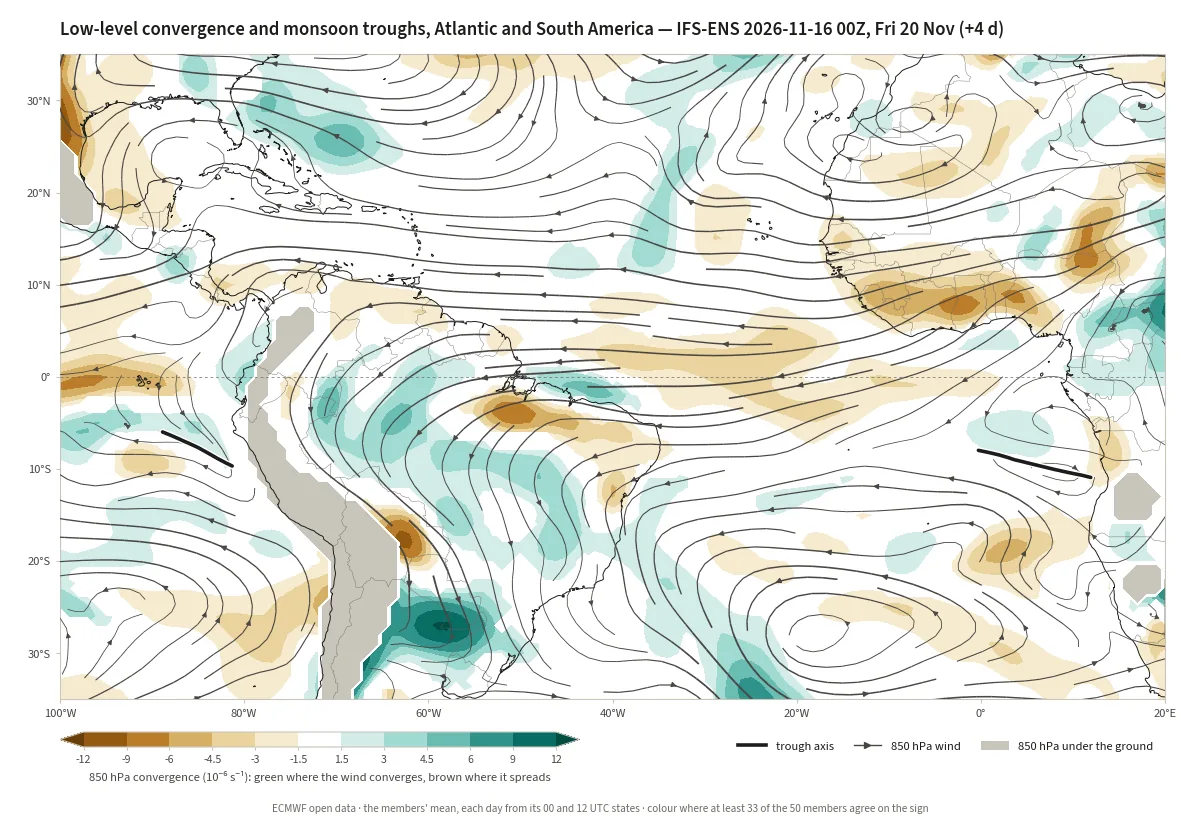 Low-level convergence and monsoon troughs, Atlantic and South America — IFS-ENS 2026-11-16 00Z, Fri 20 Nov (+4 d)
30°N
20°N
10°N
0°
10°S
20°S
30°S
100°W 80°W 60°W 40°W 20°W 0° 20°E
-12 -9 -6 -4.5 -3 -1.5 1.5 3 4.5 6 9 12
850 hPa convergence (10⁻⁶ s⁻¹): green where the wind converges, brown where it spreads
trough axis 850 hPa wind 850 hPa under the ground
ECMWF open data · the members' mean, each day from its 00 and 12 UTC states · colour where at least 33 of the 50 members agree on the sign